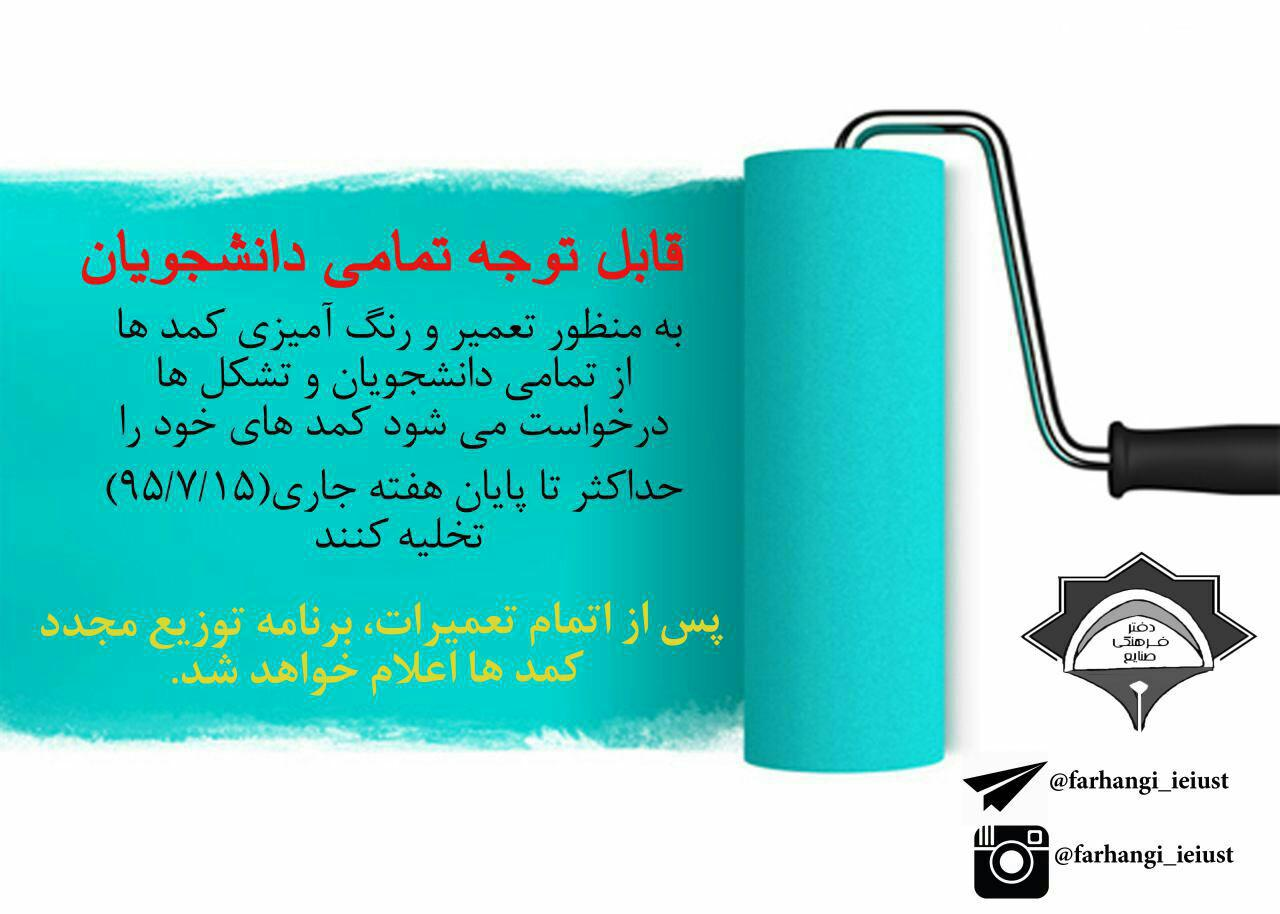 قابل توجه تمامی دانشجویان
به منظور تعمیر و رنگ آمیزی کمد ها
از تمامی دانشجویان و تشکل ها
درخواست می شود کمد های خود را
حداکثر تا پایان هفته جاری(۹۵/۷/۱۵)
تخلیه کنند
پس از اتمام تعمیرات، برنامه توزیع مجدد
کمد ها اعلام خواهد شد.
دفتر
فرهنگی
صنایع
@farhangi_ieiust
@farhangi_ieiust